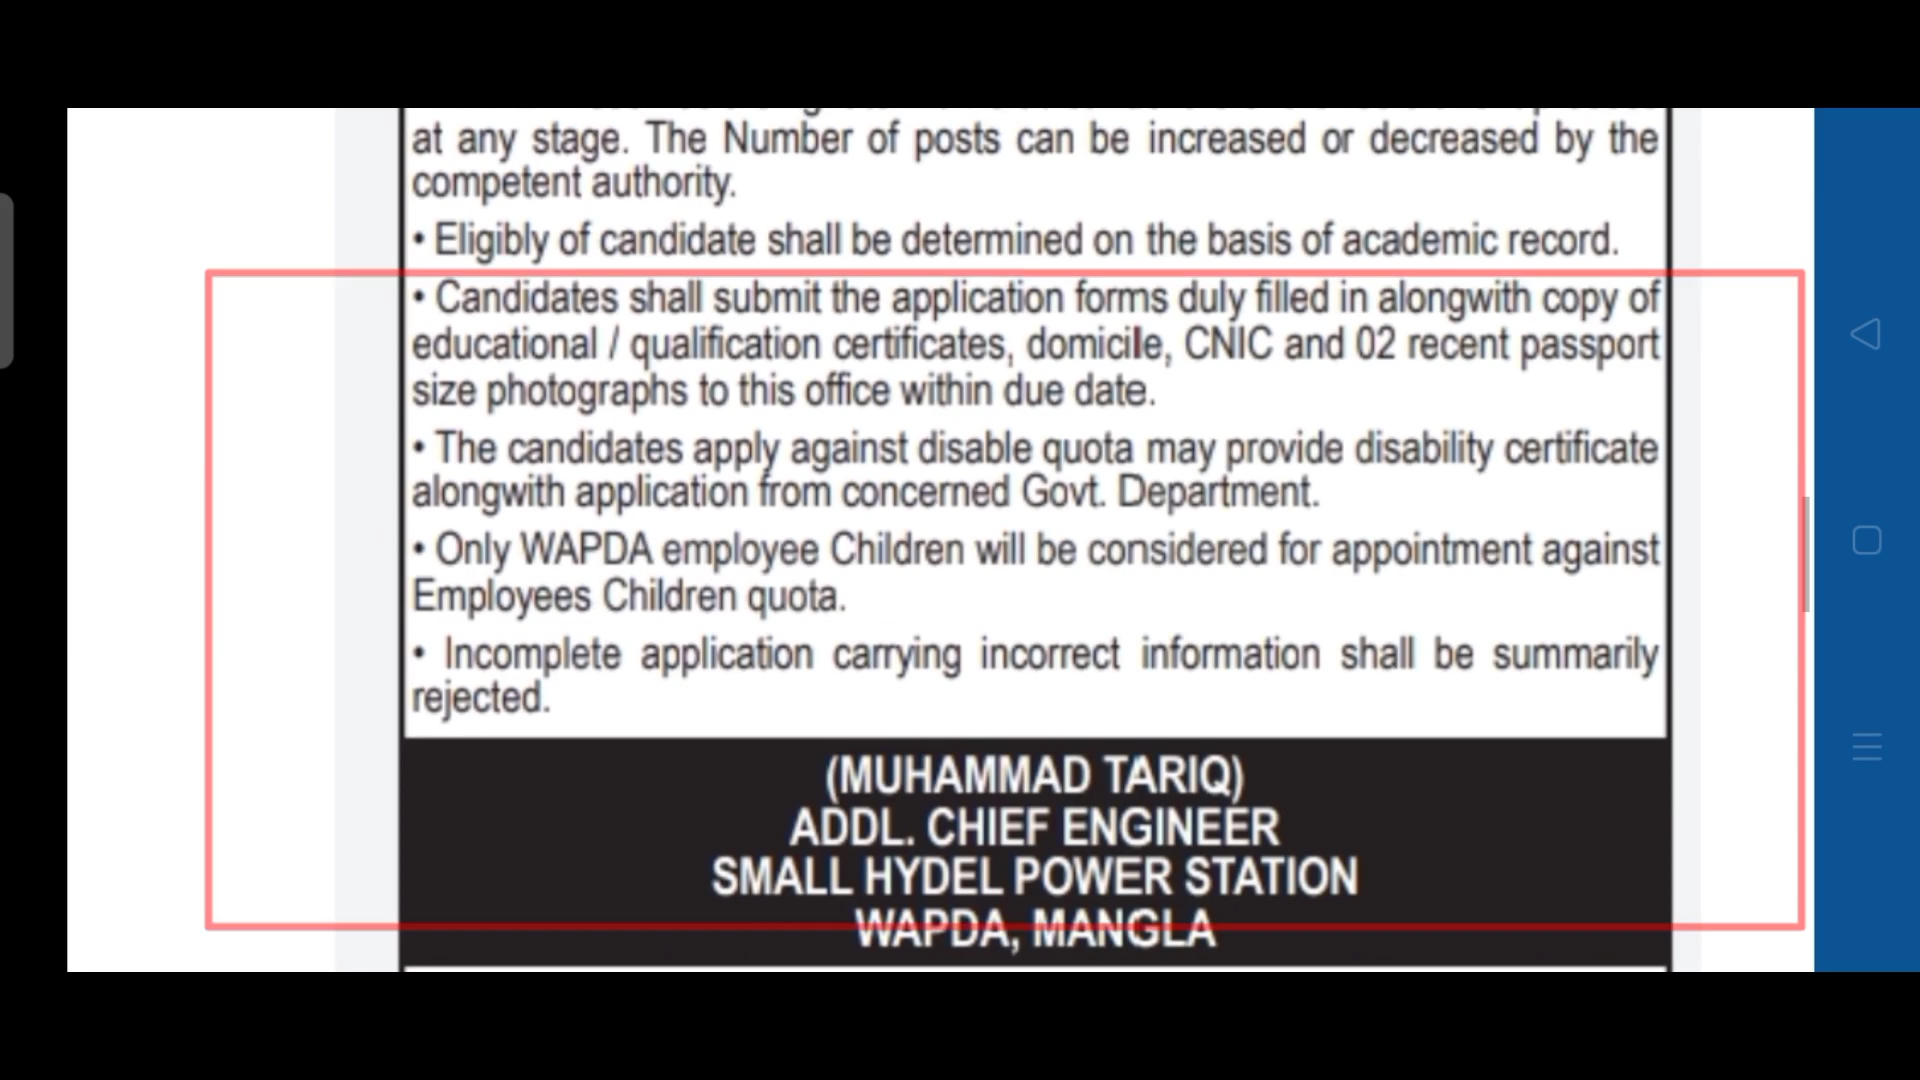 at any stage. The Number of posts can be increased or decreased by the
competent authority.
• Eligibly of candidate shall be determined on the basis of academic record.
• Candidates shall submit the application forms duly filled in alongwith copy of
educational / qualification certificates, domicile, CNIC and 02 recent passport
size photographs to this office within due date.
• The candidates apply against disable quota may provide disability certificate
alongwith application from concerned Govt. Department.
• Only WAPDA employee Children will be considered for appointment against
Employees Children quota.
• Incomplete application carrying incorrect information shall be summarily
rejected.
(MUHAMMAD TARIQ)
ADDL. CHIEF ENGINEER
SMALL HYDEL POWER STATION
WAPDA, MANGLA